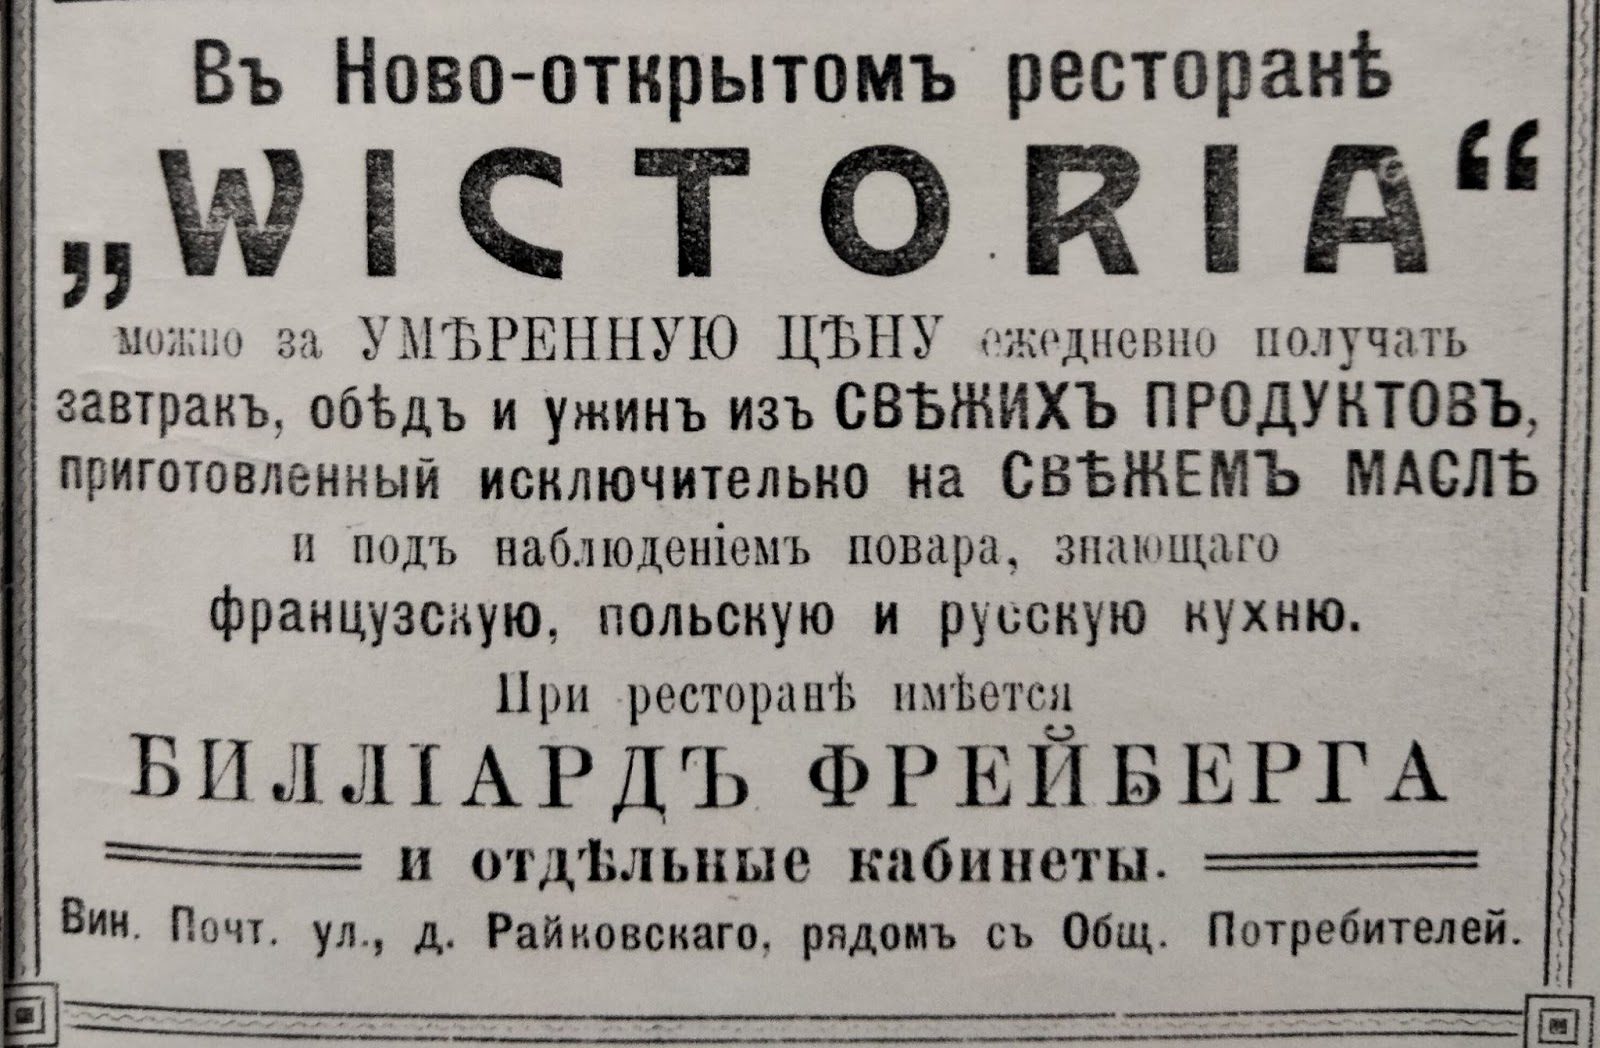 Въ Ново-открытомъ ресторанѣ
„WICTORIA“
можно за УМѢРЕННУЮ ЦѢНУ ежедневно получать
завтракъ, обѣдъ и ужинъ изъ СВѢЖИХЪ ПРОДУКТОВЪ,
приготовленный исключительно на СВѢЖЕМЪ МАСЛѢ
и подъ наблюденіемъ повара, знающаго
французскую, польскую и русскую кухню.
При ресторанѣ имѣется
БИЛЛІАРДЪ ФРЕЙБЕРГА
и отдѣльные кабинеты.
Вин. Почт. ул., д. Райковскаго, рядомъ съ Общ. Потребителей.